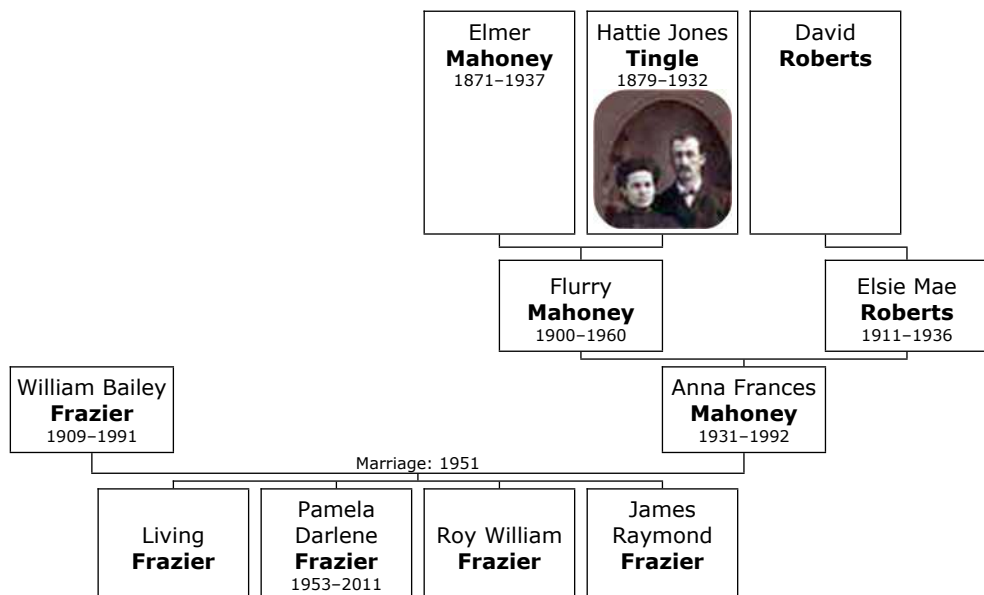 Elmer
Mahoney
1871–1937
Hattie Jones
Tingle
1879–1932
David
Roberts
Flurry
Mahoney
1900–1960
Elsie Mae
Roberts
1911–1936
William Bailey
Frazier
1909–1991
Anna Frances
Mahoney
1931–1992
Marriage: 1951
Living
Frazier
Pamela
Darlene
Frazier
1953–2011
Roy William
Frazier
James
Raymond
Frazier